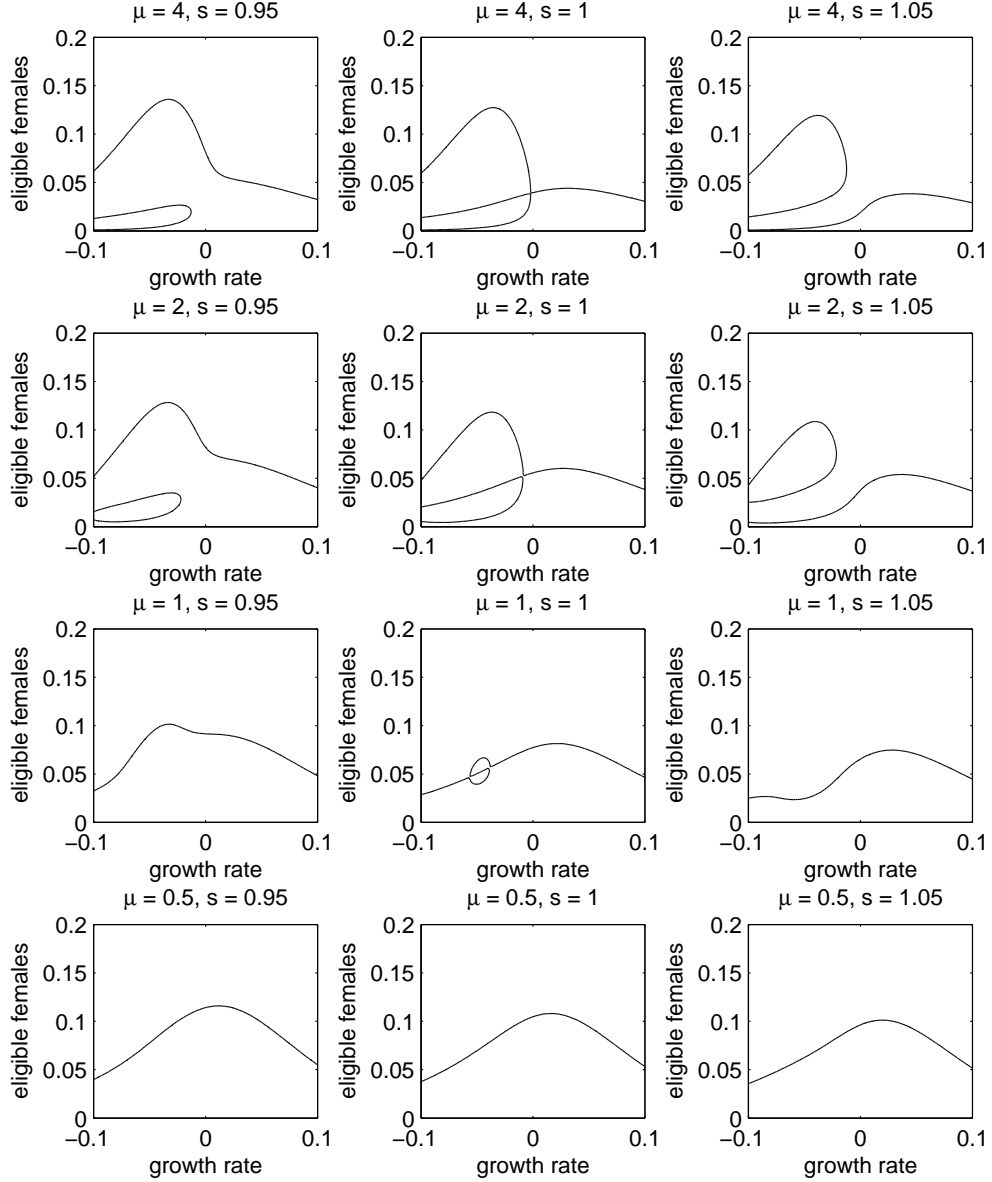 μ = 4, s = 0.95
μ = 4, s = 1
μ = 4, s = 1.05
eligible females
0.2
0.15
0.1
0.05
0
−0.1
0
0.1
growth rate
eligible females
0.2
0.15
0.1
0.05
0
−0.1
0
0.1
growth rate
eligible females
0.2
0.15
0.1
0.05
0
−0.1
0
0.1
growth rate
μ = 2, s = 0.95
μ = 2, s = 1
μ = 2, s = 1.05
eligible females
0.2
0.15
0.1
0.05
0
−0.1
0
0.1
growth rate
eligible females
0.2
0.15
0.1
0.05
0
−0.1
0
0.1
growth rate
eligible females
0.2
0.15
0.1
0.05
0
−0.1
0
0.1
growth rate
μ = 1, s = 0.95
μ = 1, s = 1
μ = 1, s = 1.05
eligible females
0.2
0.15
0.1
0.05
0
−0.1
0
0.1
growth rate
eligible females
0.2
0.15
0.1
0.05
0
−0.1
0
0.1
growth rate
eligible females
0.2
0.15
0.1
0.05
0
−0.1
0
0.1
growth rate
μ = 0.5, s = 0.95
μ = 0.5, s = 1
μ = 0.5, s = 1.05
eligible females
0.2
0.15
0.1
0.05
0
−0.1
0
0.1
growth rate
eligible females
0.2
0.15
0.1
0.05
0
−0.1
0
0.1
growth rate
eligible females
0.2
0.15
0.1
0.05
0
−0.1
0
0.1
growth rate